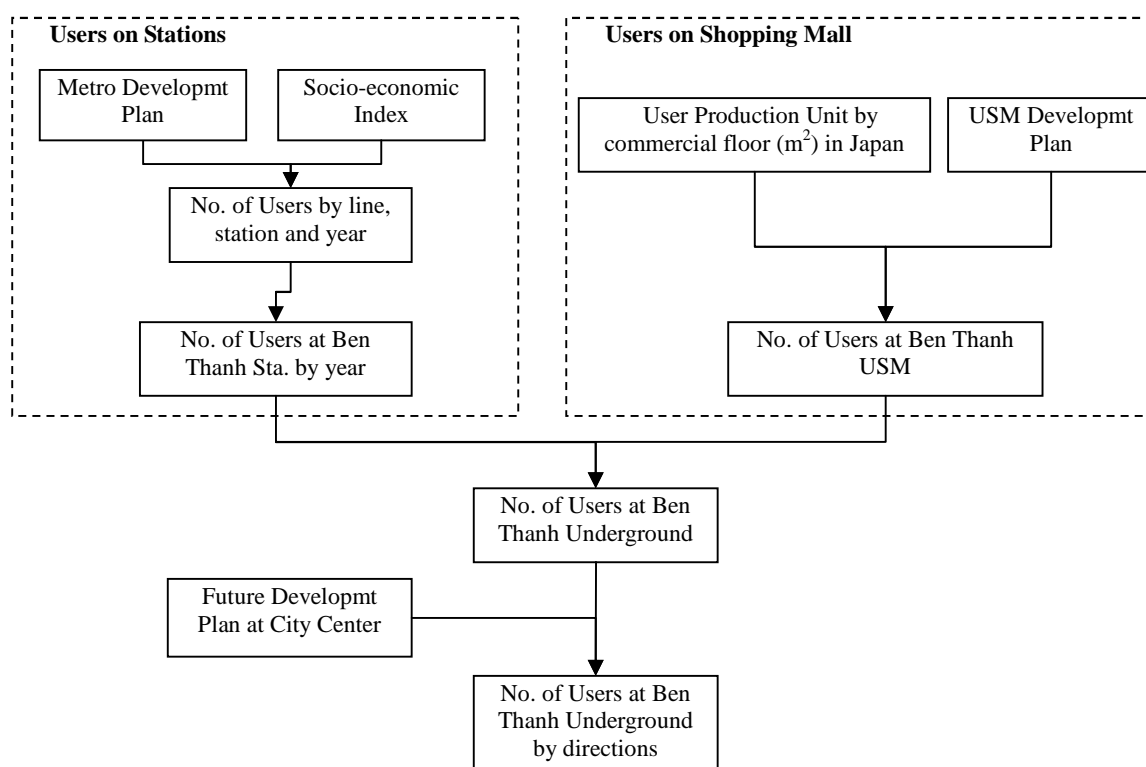 Users on Stations
Metro Developmt
Plan
Socio-economic
Index
No. of Users by line,
station and year
No. of Users at Ben
Thanh Sta. by year
Users on Shopping Mall
User Production Unit by
commercial floor (m²) in Japan
USM Developmt
Plan
No. of Users at Ben Thanh
USM
No. of Users at Ben
Thanh Underground
Future Developmt
Plan at City Center
No. of Users at Ben
Thanh Underground
by directions